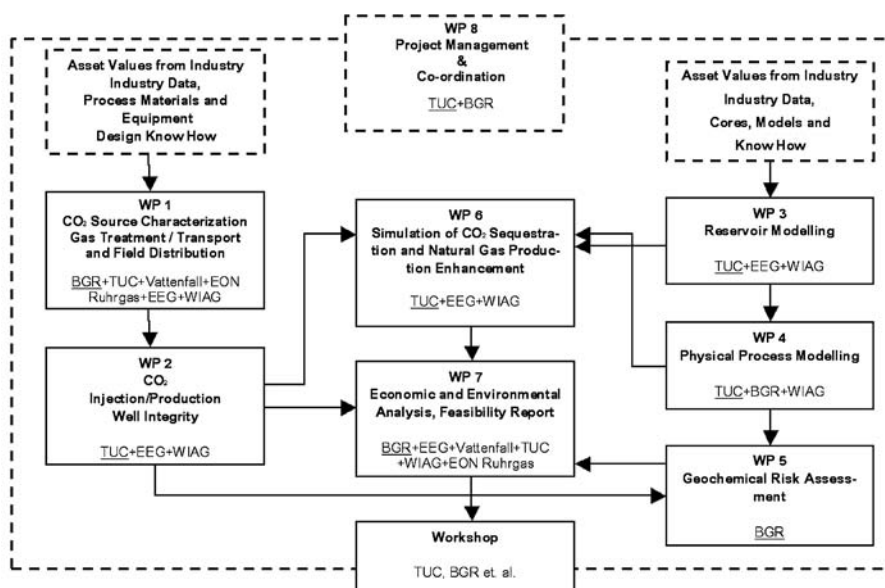 WP 8
Project Management
&
Co-ordination
TUC+BGR
Asset Values from Industry
Industry Data,
Process Materials and
Equipment
Design Know How
Asset Values from Industry
Industry Data,
Cores, Models and
Know How
WP 1
CO₂ Source Characterization
Gas Treatment / Transport
and Field Distribution
BGR+TUC+Vattenfall+EON
Ruhrgas+EEG+WIAG
WP 6
Simulation of CO₂ Sequestra-
tion and Natural Gas Produc
tion Enhancement
TUC+EEG+WIAG
WP 3
Reservoir Modelling
TUC+EEG+WIAG
WP 2
CO₂
Injection/Production
Well Integrity
TUC+EEG+WIAG
WP 7
Economic and Environmental
Analysis, Feasibility Report
BGR+EEG+Vattenfall+TUC
+WIAG+EON Ruhrgas
WP 4
Physical Process Modelling
TUC+BGR+WIAG
WP 5
Geochemical Risk Assess-
ment
BGR
Workshop
TUC, BGR et. al.